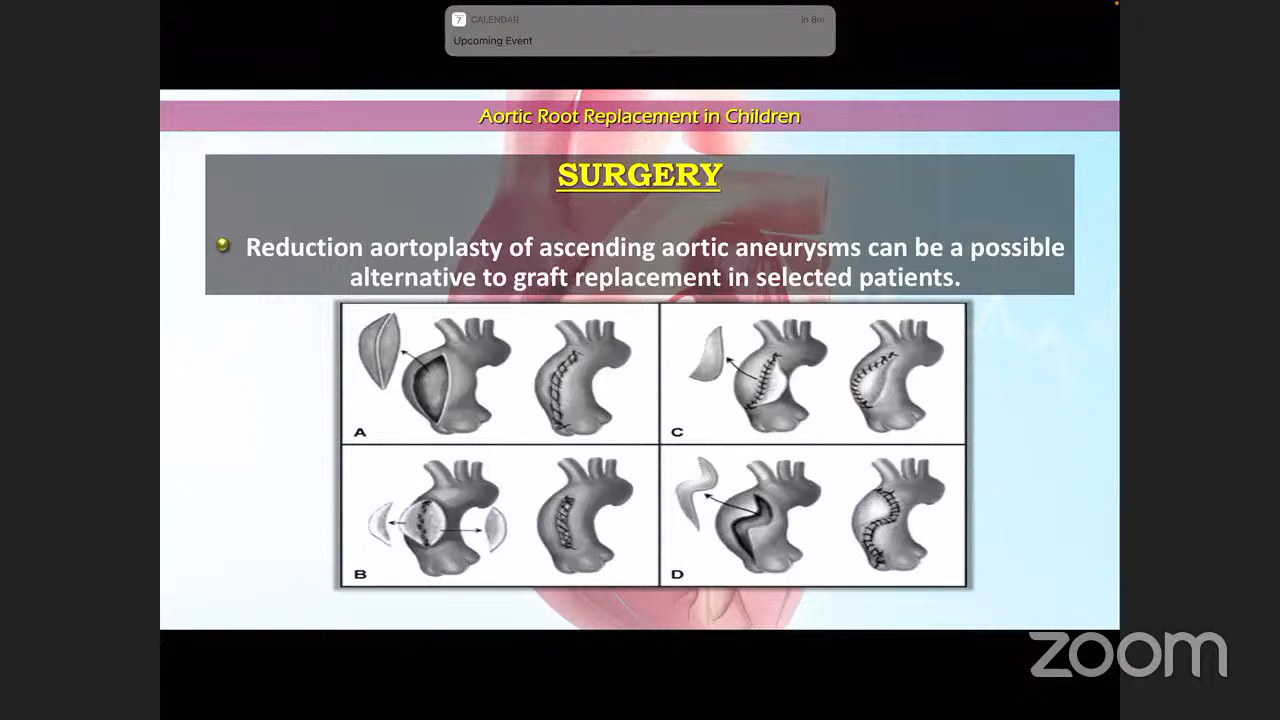 7 CALENDAR in 8m
Upcoming Event
Aortic Root Replacement in Children
SURGERY
Reduction aortoplasty of ascending aortic aneurysms can be a possible
alternative to graft replacement in selected patients.
A
C
B
D
zoom